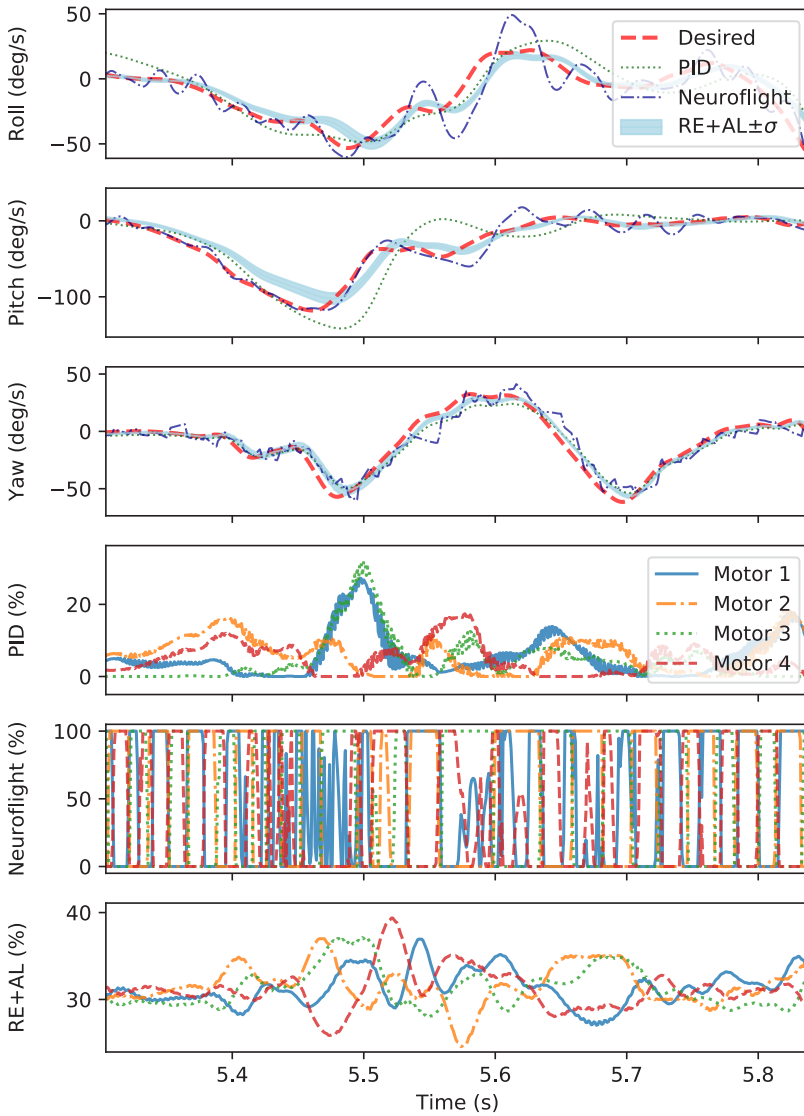 50
0
−50
Roll (deg/s)
Desired
PID
Neuroflight
RE+AL±σ
0
−100
Pitch (deg/s)
50
0
−50
Yaw (deg/s)
20
0
PID (%)
Motor 1
Motor 2
Motor 3
Motor 4
100
50
0
Neuroflight (%)
40
30
RE+AL (%)
5.4 5.5 5.6 5.7 5.8
Time (s)